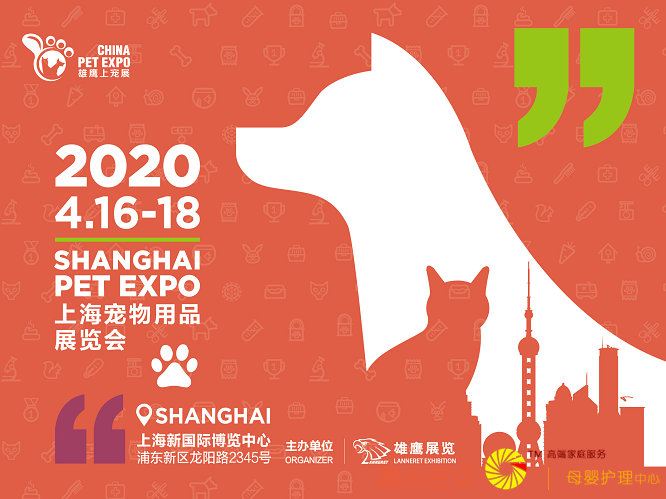 CHINA
PET EXPO
雄鹰上宠展
2020
4.16-18
SHANGHAI
PET EXPO
上海宠物用品
展览会
SHANGHAI
上海新国际博览中心
浦东新区龙阳路2345号
主办单位
ORGANIZER
雄鹰展览
LANNERET EXHIBITION
TM 高端家庭服务
母婴护理中心